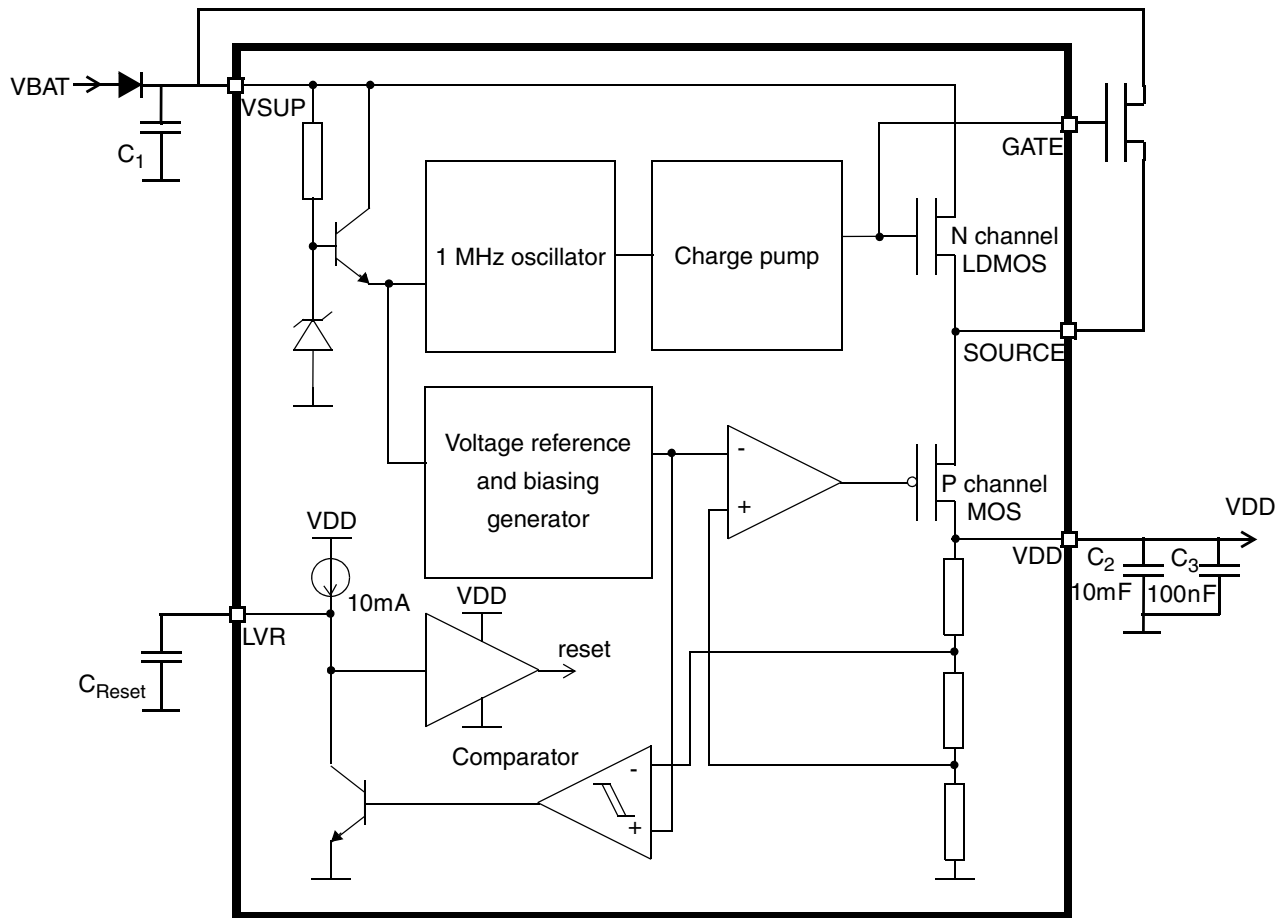 VBAT
VSUP
C1
GATE
1 MHz oscillator
Charge pump
N channel
LDMOS
SOURCE
Voltage reference
and biasing
generator
-
+
P channel
MOS
VDD
VDD
VDD
C2
C3
10mF
100nF
10mA
VDD
LVR
reset
CReset
Comparator
-
+